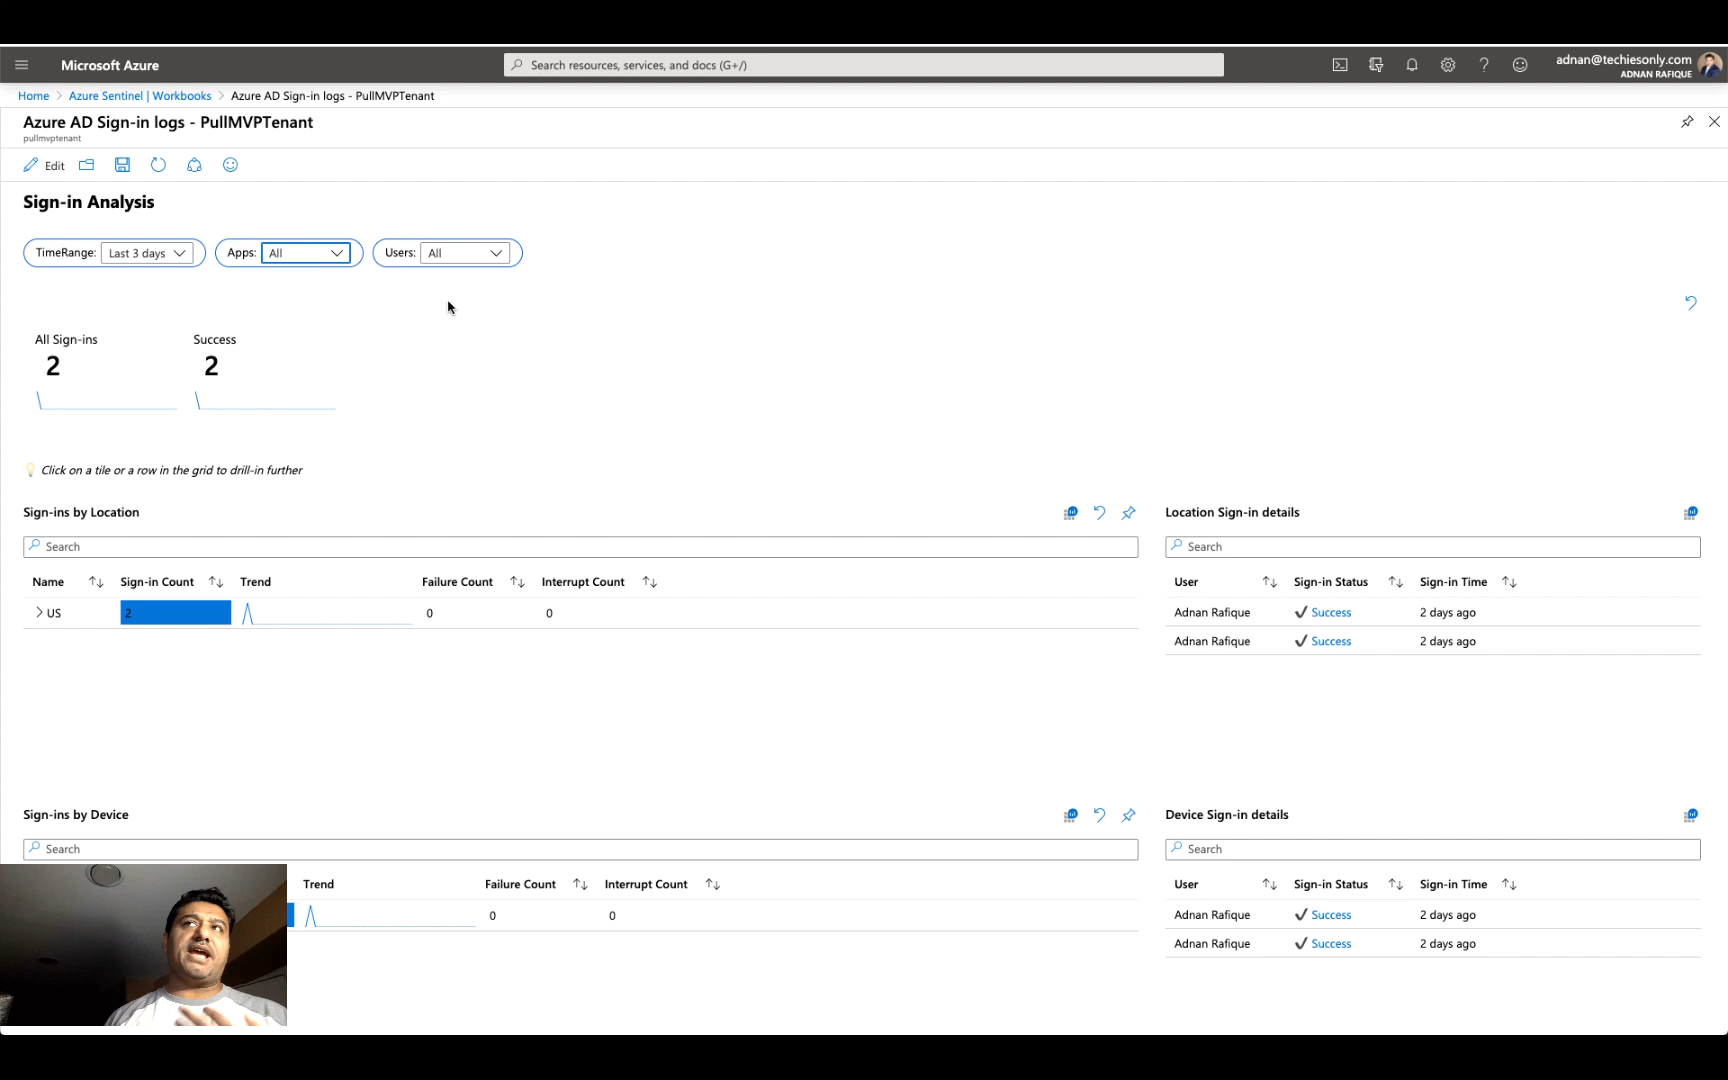 Microsoft Azure
Search resources, services, and docs (G+/)
adnan@techiesonly.com
ADNAN RAFIQUE
Home > Azure Sentinel | Workbooks > Azure AD Sign-in logs - PullMVPTenant
Azure AD Sign-in logs - PullMVPTenant
pullmvptenant
Edit
Sign-in Analysis
TimeRange: Last 3 days Apps: All Users: All
All Sign-ins Success
2 2
Click on a tile or a row in the grid to drill-in further
Sign-ins by Location
Search
Name Sign-in Count Trend Failure Count Interrupt Count
US 2 0 0
Location Sign-in details
Search
User Sign-in Status Sign-in Time
Adnan Rafique Success 2 days ago
Adnan Rafique Success 2 days ago
Sign-ins by Device
Search
Trend Failure Count Interrupt Count
0 0
Device Sign-in details
Search
User Sign-in Status Sign-in Time
Adnan Rafique Success 2 days ago
Adnan Rafique Success 2 days ago